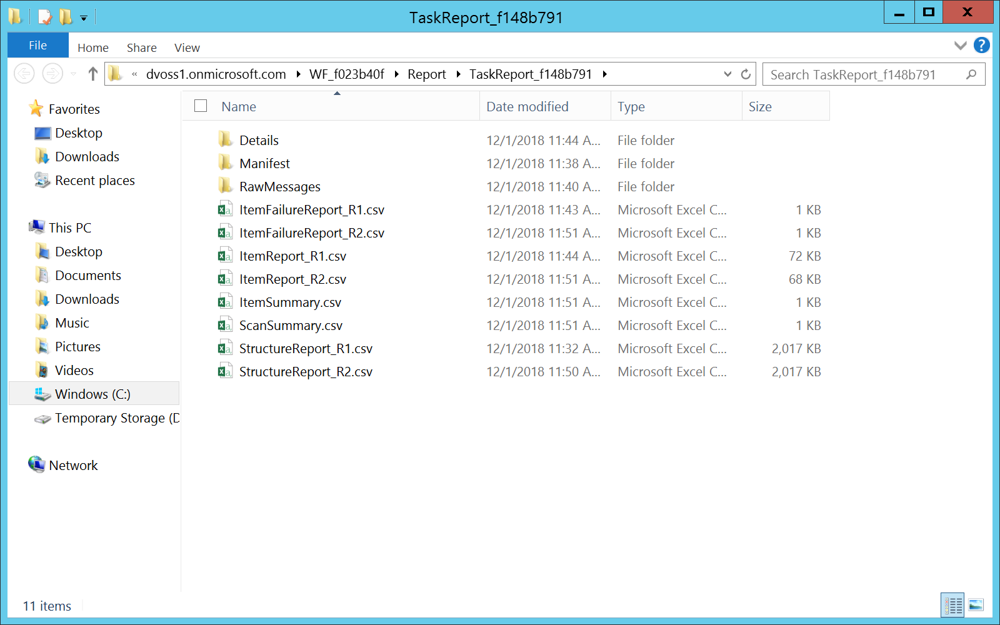 TaskReport_f148b791
File Home Share View
« dvoss1.onmicrosoft.com WF_f023b40f Report TaskReport_f148b791
Search TaskReport_f148b791
Favorites
Desktop
Downloads
Recent places
This PC
Desktop
Documents
Downloads
Music
Pictures
Videos
Windows (C:)
Temporary Storage (D
Network
Name Date modified Type Size
Details 12/1/2018 11:44 A... File folder
Manifest 12/1/2018 11:38 A... File folder
RawMessages 12/1/2018 11:40 A... File folder
ItemFailureReport_R1.csv 12/1/2018 11:43 A... Microsoft Excel C... 1 KB
ItemFailureReport_R2.csv 12/1/2018 11:51 A... Microsoft Excel C... 1 KB
ItemReport_R1.csv 12/1/2018 11:44 A... Microsoft Excel C... 72 KB
ItemReport_R2.csv 12/1/2018 11:51 A... Microsoft Excel C... 68 KB
ItemSummary.csv 12/1/2018 11:51 A... Microsoft Excel C... 1 KB
ScanSummary.csv 12/1/2018 11:51 A... Microsoft Excel C... 1 KB
StructureReport_R1.csv 12/1/2018 11:32 A... Microsoft Excel C... 2,017 KB
StructureReport_R2.csv 12/1/2018 11:50 A... Microsoft Excel C... 2,017 KB
11 items